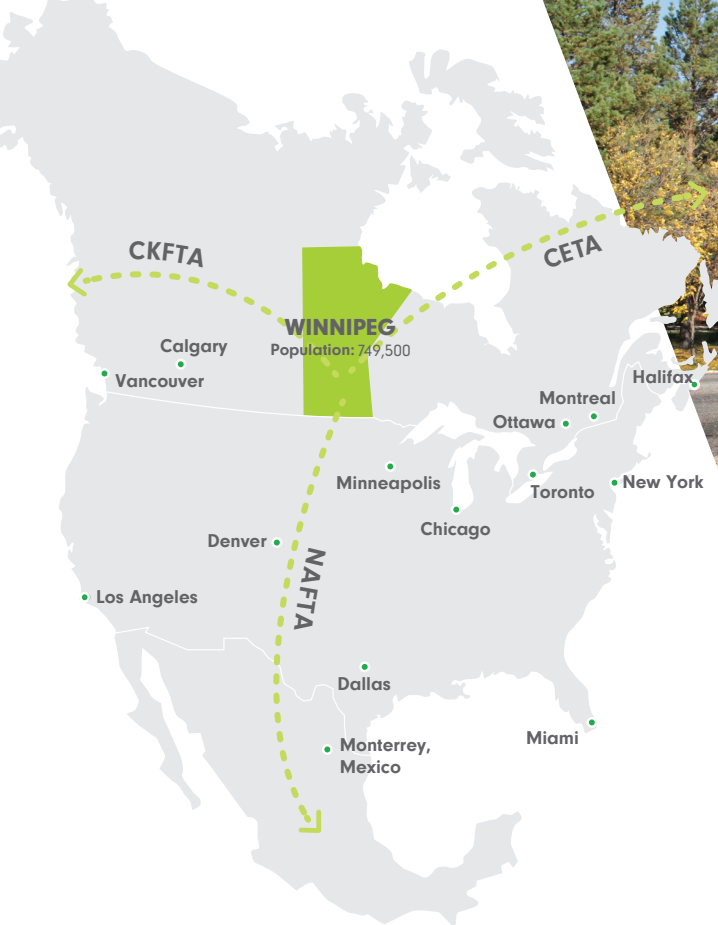 CKFTA
CETA
WINNIPEG
Population: 749,500
Calgary
Vancouver
Halifax
Montreal
Ottawa
Minneapolis
Toronto
New York
Chicago
Denver
NAFTA
Los Angeles
Dallas
Miami
Monterrey,
Mexico